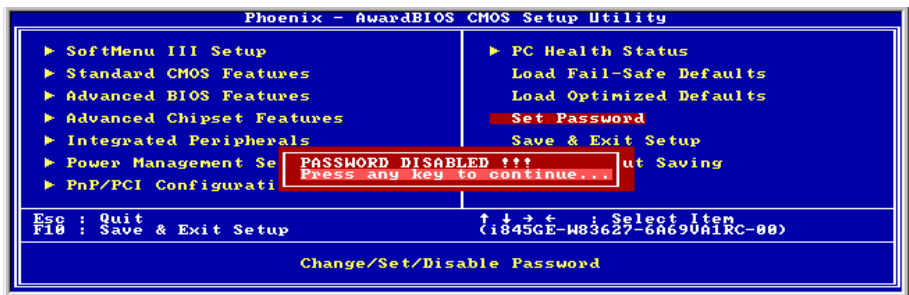 Phoenix - AwardBIOS CMOS Setup Utility
► SoftMenu III Setup
► Standard CMOS Features
► Advanced BIOS Features
► Advanced Chipset Features
► Integrated Peripherals
► Power Management Se
► PnP/PCI Configurati
► PC Health Status
Load Fail-Safe Defaults
Load Optimized Defaults
Set Password
Save & Exit Setup
ut Saving
PASSWORD DISABLED !!!
Press any key to continue...
Esc : Quit
F10 : Save & Exit Setup
↑ ↓ → ← : Select Item
(i845GE-W83627-6A69VA1RC-00)
Change/Set/Disable Password